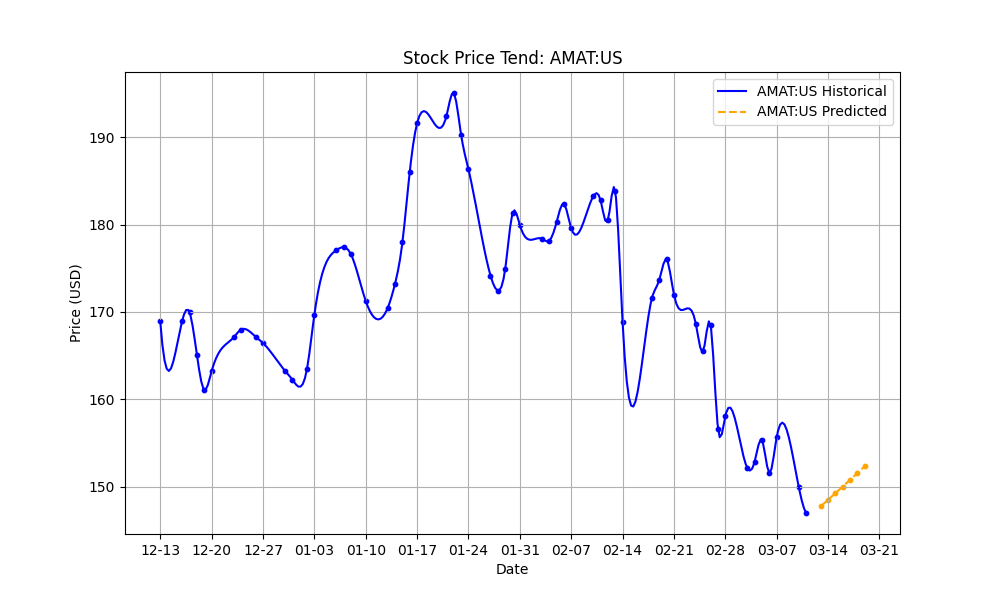 Stock Price Tend: AMAT:US
AMAT:US Historical
AMAT:US Predicted
Price (USD)
190
180
170
160
150
12-13 12-20 12-27 01-03 01-10 01-17 01-24 01-31 02-07 02-14 02-21 02-28 03-07 03-14 03-21
Date